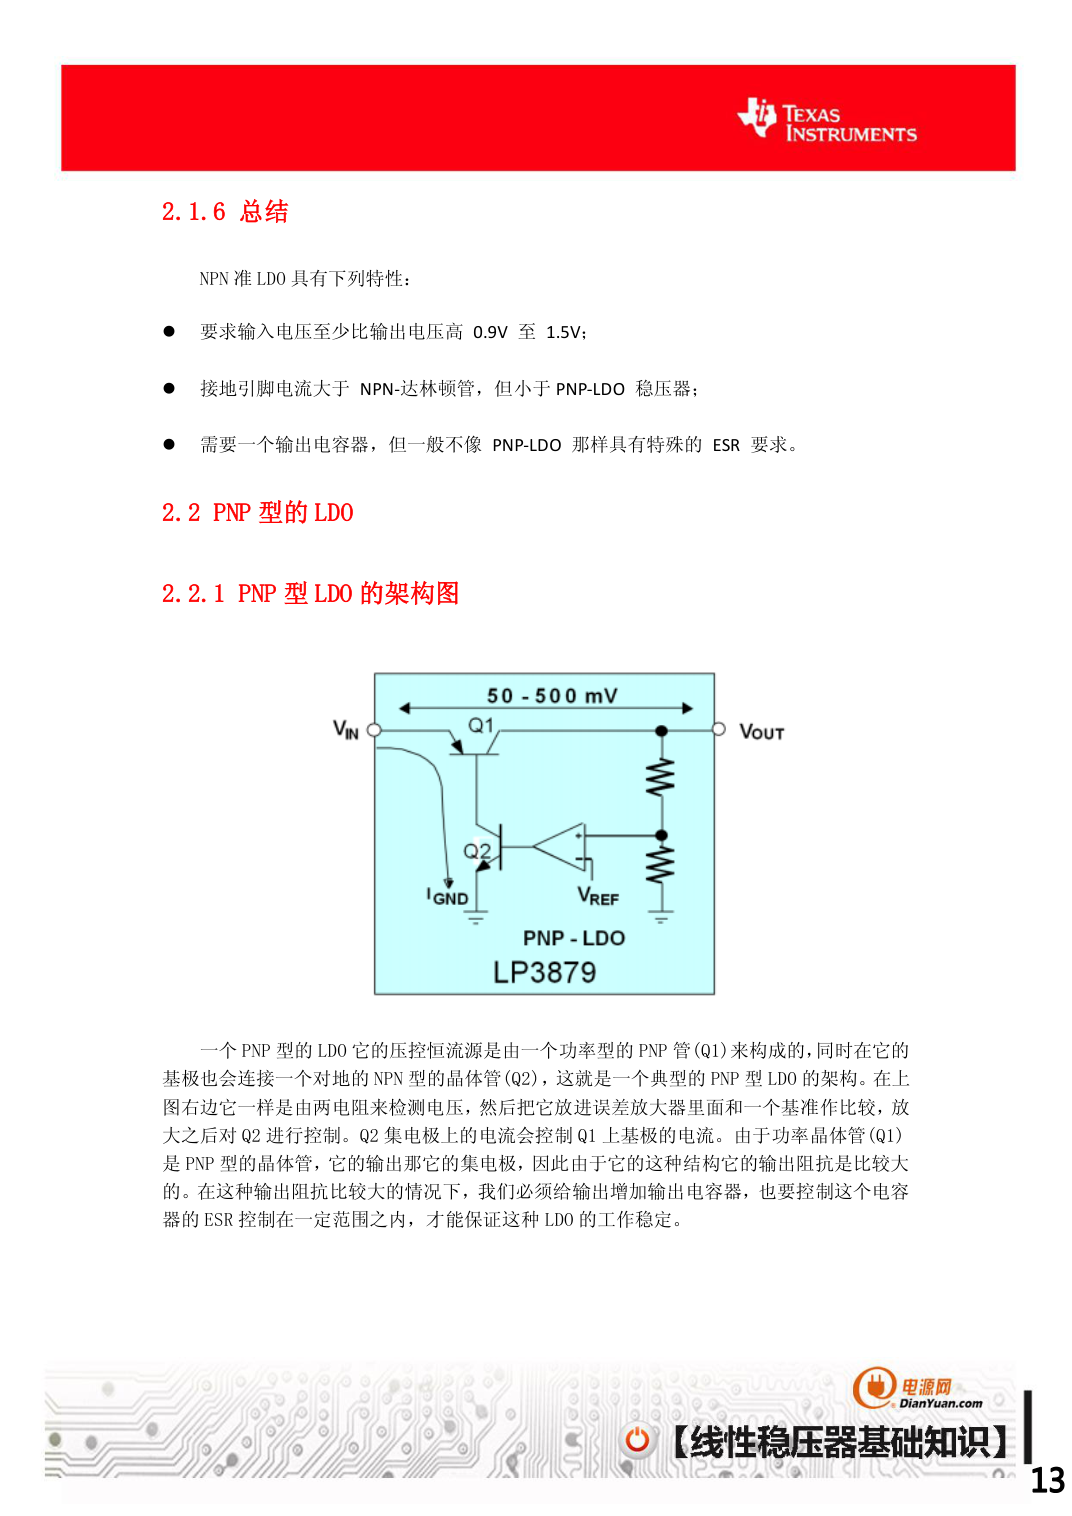 TEXAS
INSTRUMENTS
2.1.6 总结
NPN 准 LDO 具有下列特性：
● 要求输入电压至少比输出电压高 0.9V 至 1.5V；
● 接地引脚电流大于 NPN-达林顿管，但小于 PNP-LDO 稳压器；
● 需要一个输出电容器，但一般不像 PNP-LDO 那样具有特殊的 ESR 要求。
2.2 PNP 型的 LDO
2.2.1 PNP 型 LDO 的架构图
50 - 500 mV
VIN
Q1
VOUT
Q2
+
IGND
VREF
PNP - LDO
LP3879
一个 PNP 型的 LDO 它的压控恒流源是由一个功率型的 PNP 管(Q1)来构成的，同时在它的
基极也会连接一个对地的 NPN 型的晶体管(Q2)，这就是一个典型的 PNP 型 LDO 的架构。在上
图右边它一样是由两电阻来检测电压，然后把它放进误差放大器里面和一个基准作比较，放
大之后对 Q2 进行控制。Q2 集电极上的电流会控制 Q1 上基极的电流。由于功率晶体管(Q1)
是 PNP 型的晶体管，它的输出那它的集电极，因此由于它的这种结构它的输出阻抗是比较大
的。在这种输出阻抗比较大的情况下，我们必须给输出增加输出电容器，也要控制这个电容
器的 ESR 控制在一定范围之内，才能保证这种 LDO 的工作稳定。
电源网
DianYuan.com
【线性稳压器基础知识】
13